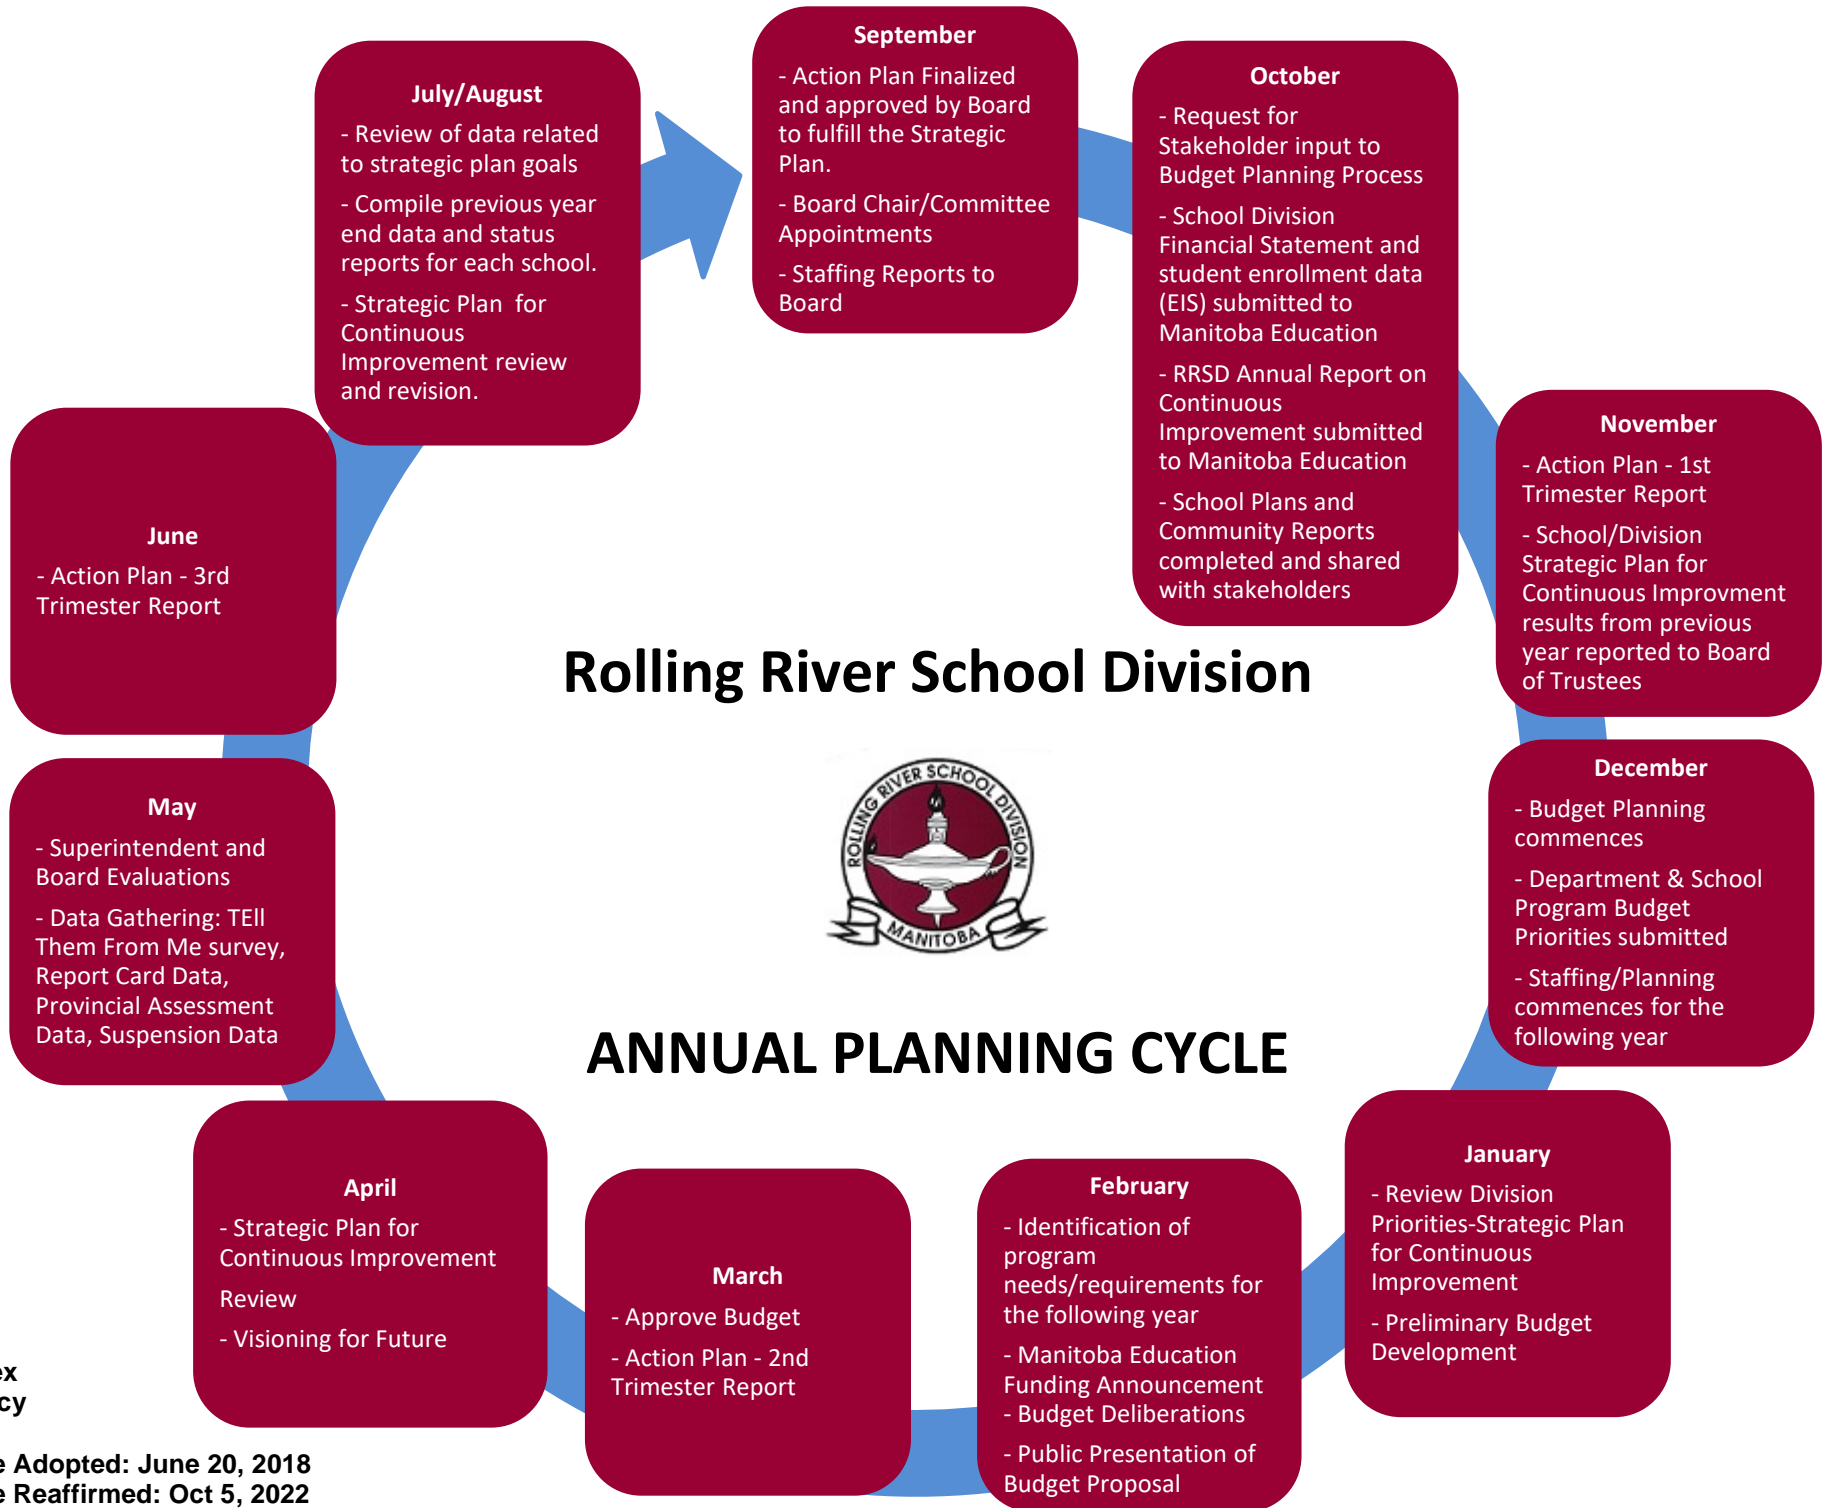 September
- Action Plan Finalized
and approved by Board
to fulfill the Strategic
Plan.
- Board Chair/Committee
Appointments
- Staffing Reports to
Board
October
- Request for
Stakeholder input to
Budget Planning Process
- School Division
Financial Statement and
student enrollment data
(EIS) submitted to
Manitoba Education
- RRSD Annual Report on
Continuous
Improvement submitted
to Manitoba Education
- School Plans and
Community Reports
completed and shared
with stakeholders
November
- Action Plan - 1st
Trimester Report
- School/Division
Strategic Plan for
Continuous Improvment
results from previous
year reported to Board
of Trustees
December
- Budget Planning
commences
- Department & School
Program Budget
Priorities submitted
- Staffing/Planning
commences for the
following year
January
- Review Division
Priorities-Strategic Plan
for Continuous
Improvement
- Preliminary Budget
Development
February
- Identification of
program
needs/requirements for
the following year
- Manitoba Education
Funding Announcement
- Budget Deliberations
- Public Presentation of
Budget Proposal
March
- Approve Budget
- Action Plan - 2nd
Trimester Report
April
- Strategic Plan for
Continuous Improvement
Review
- Visioning for Future
May
- Superintendent and
Board Evaluations
- Data Gathering: TEll
Them From Me survey,
Report Card Data,
Provincial Assessment
Data, Suspension Data
June
- Action Plan - 3rd
Trimester Report
July/August
- Review of data related
to strategic plan goals
- Compile previous year
end data and status
reports for each school.
- Strategic Plan for
Continuous
Improvement review
and revision.
Rolling River School Division
ROLLING RIVER SCHOOL DIVISION
MANITOBA
ANNUAL PLANNING CYCLE
ex
cy
e Adopted: June 20, 2018
e Reaffirmed: Oct 5, 2022